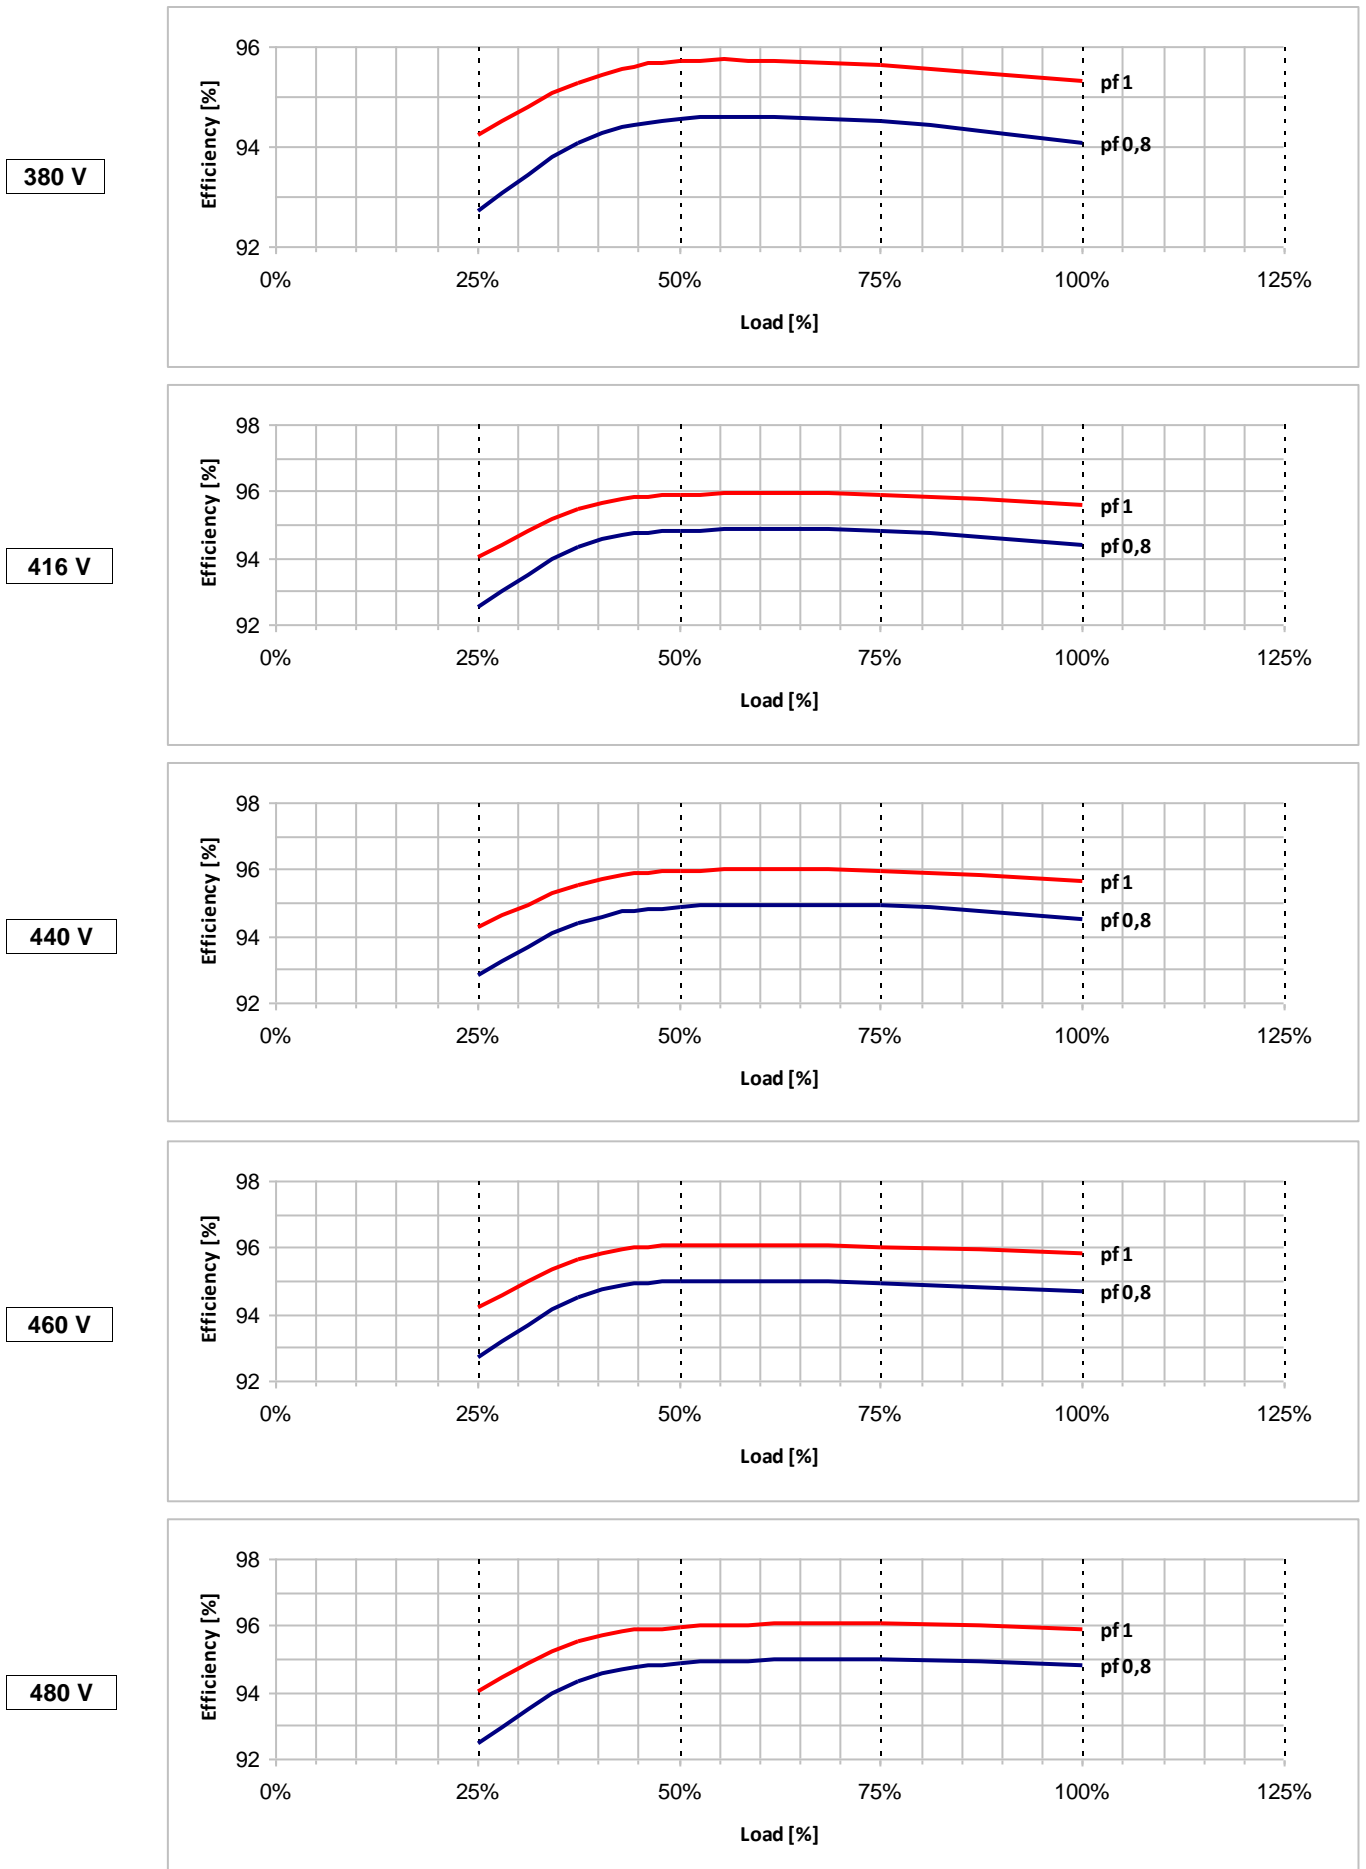 380 V
Efficiency [%]
96
94
92
pf 1
pf 0,8
0% 25% 50% 75% 100% 125%
Load [%]
416 V
Efficiency [%]
98
96
94
92
pf 1
pf 0,8
0% 25% 50% 75% 100% 125%
Load [%]
440 V
Efficiency [%]
98
96
94
92
pf 1
pf 0,8
0% 25% 50% 75% 100% 125%
Load [%]
460 V
Efficiency [%]
98
96
94
92
pf 1
pf 0,8
0% 25% 50% 75% 100% 125%
Load [%]
480 V
Efficiency [%]
98
96
94
92
pf 1
pf 0,8
0% 25% 50% 75% 100% 125%
Load [%]